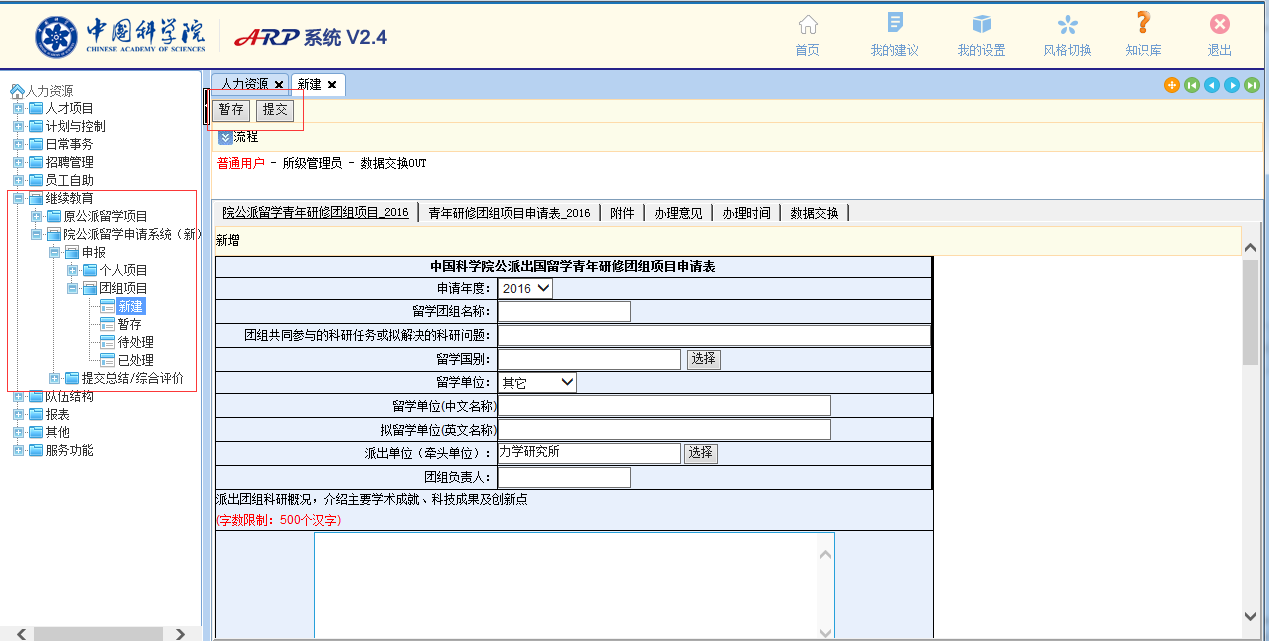 中国科学院
CHINESE ACADEMY OF SCIENCES
ARP 系统 V2.4
首页 我的建议 我的设置 风格切换 知识库 退出
人力资源
人才项目
计划与控制
日常事务
招聘管理
员工自助
继续教育
原公派留学项目
院公派留学申请系统（新）
申报
个人项目
团组项目
新建
暂存
待处理
已处理
提交总结/综合评价
队伍结构
报表
其他
服务功能
人力资源 新建
暂存 提交
流程
普通用户 - 所级管理员 - 数据交换OUT
院公派留学青年研修团组项目_2016 青年研修团组项目申请表_2016 附件 办理意见 办理时间 数据交换
新增
中国科学院公派出国留学青年研修团组项目申请表
申请年度： 2016
留学团组名称：
团组共同参与的科研任务或拟解决的科研问题：
留学国别： 选择
留学单位： 其它
留学单位(中文名称)
拟留学单位(英文名称)
派出单位（牵头单位）： 力学研究所 选择
团组负责人：
派出团组科研概况，介绍主要学术成就、科技成果及创新点
(字数限制：500个汉字)